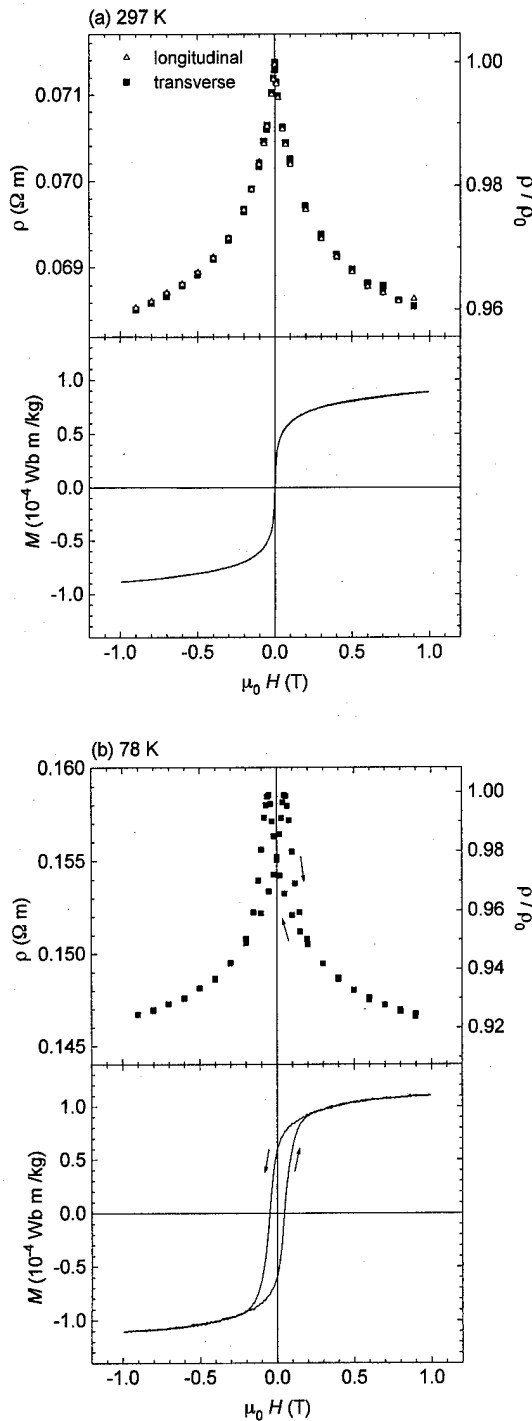 (a) 297 K
△ longitudinal
■ transverse
0.071
0.070
0.069
ρ (Ω m)
1.00
0.98
0.96
ρ / ρ₀
1.0
0.5
0.0
-0.5
-1.0
M (10⁻⁴ Wb m /kg)
-1.0 -0.5 0.0 0.5 1.0
μ₀ H (T)
(b) 78 K
0.160
0.155
0.150
0.145
ρ (Ω m)
1.00
0.98
0.96
0.94
0.92
ρ / ρ₀
1.0
0.5
0.0
-0.5
-1.0
M (10⁻⁴ Wb m /kg)
-1.0 -0.5 0.0 0.5 1.0
μ₀ H (T)